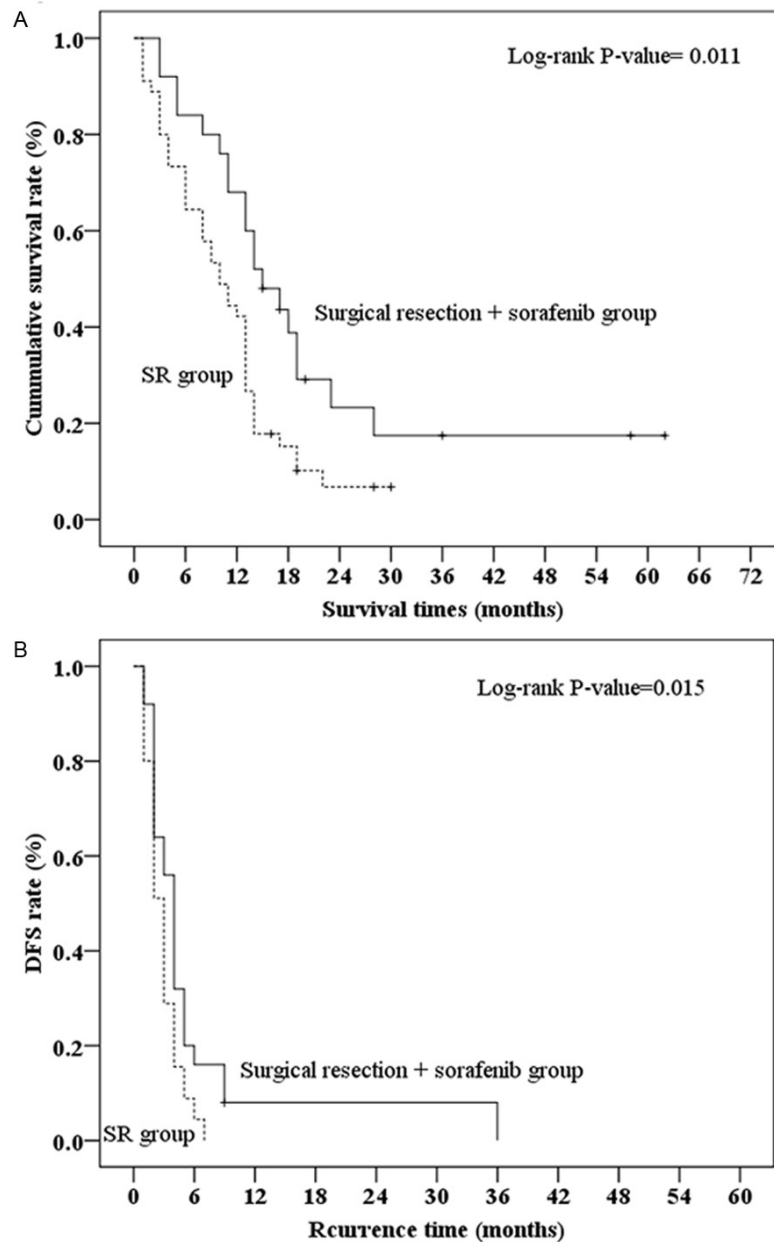 A
1.0
0.8
0.6
0.4
0.2
0.0
Cummulative survival rate (%)
Log-rank P-value= 0.011
Surgical resection + sorafenib group
SR group
0 6 12 18 24 30 36 42 48 54 60 66 72
Survival times (months)
B
1.0
0.8
0.6
0.4
0.2
0.0
DFS rate (%)
Log-rank P-value=0.015
Surgical resection + sorafenib group
SR group
0 6 12 18 24 30 36 42 48 54 60
Rcurrence time (months)